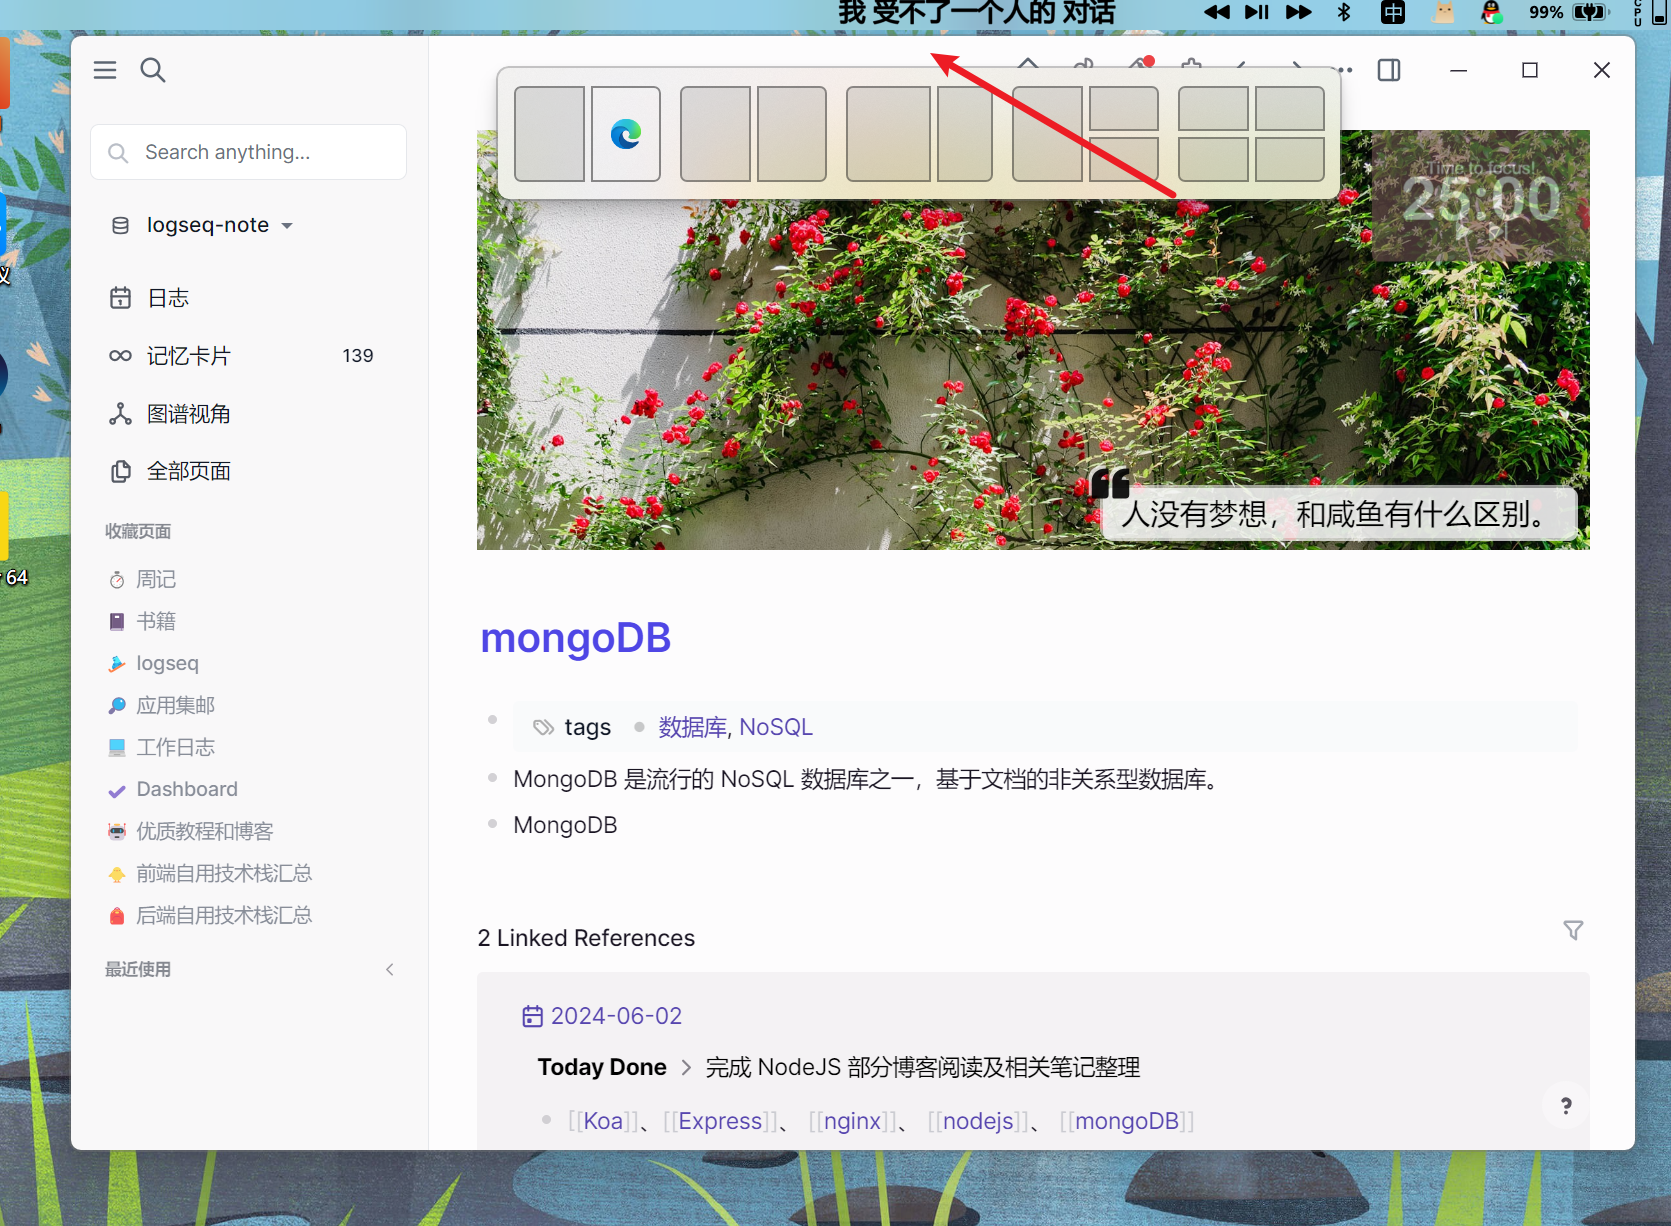 我 受不了一个人的 对话
中
99%
CPU
Search anything...
logseq-note
日志
记忆卡片 139
图谱视角
全部页面
收藏页面
周记
书籍
logseq
应用集邮
工作日志
Dashboard
优质教程和博客
前端自用技术栈汇总
后端自用技术栈汇总
最近使用
64
Time to focus!
25:00
人没有梦想，和咸鱼有什么区别。
mongoDB
tags 数据库, NoSQL
MongoDB 是流行的 NoSQL 数据库之一，基于文档的非关系型数据库。
MongoDB
2 Linked References
2024-06-02
Today Done > 完成 NodeJS 部分博客阅读及相关笔记整理
[[Koa]]、[[Express]]、 [[nginx]]、 [[nodejs]]、 [[mongoDB]]
?